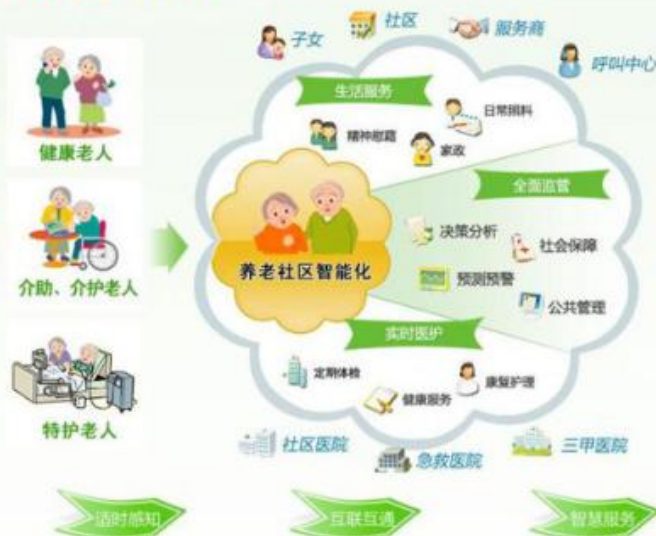 子女
社区
服务商
呼叫中心
生活服务
日常照料
精神慰藉
家政
健康老人
全面监管
决策分析
社会保障
养老社区智能化
预测预警
介助、介护老人
公共管理
实时医护
定期体检
康复护理
健康服务
特护老人
社区医院
急救医院
三甲医院
适时感知
互联互通
智慧服务